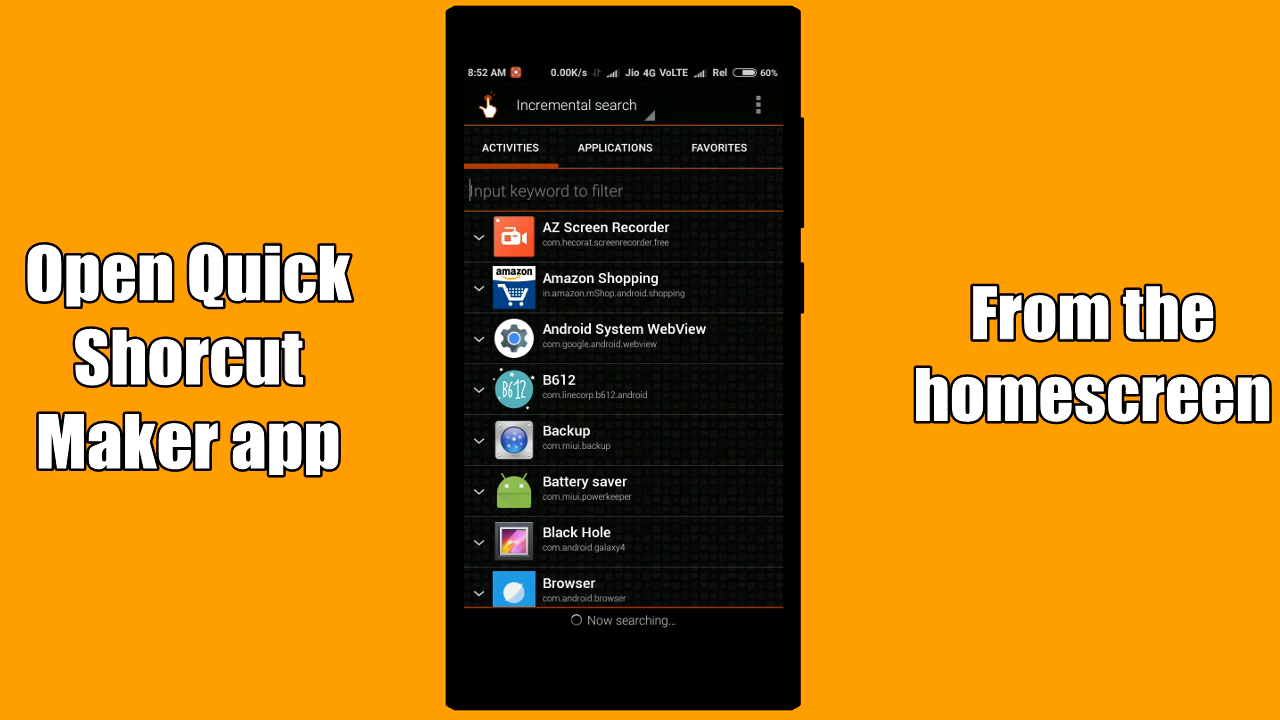 Open Quick
Shorcut
Maker app
8:52 AM 0.00K/s Jio 4G VoLTE Rel 60%
Incremental search
ACTIVITIES APPLICATIONS FAVORITES
Input keyword to filter
AZ Screen Recorder
com.hecorat.screenrecorder.free
amazon
Amazon Shopping
in.amazon.mShop.android.shopping
Android System WebView
com.google.android.webview
B612
B612
com.linecorp.b612.android
Backup
com.miui.backup
Battery saver
com.miui.powerkeeper
Black Hole
com.android.galaxy4
Browser
com.android.browser
Now searching...
From the
homescreen